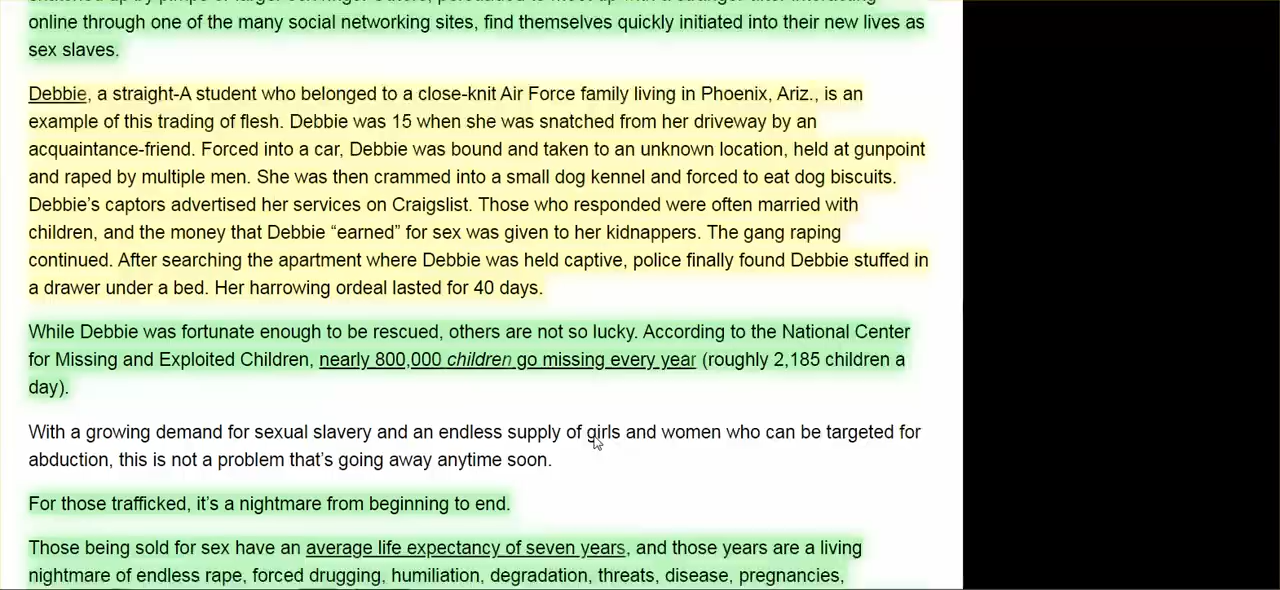 online through one of the many social networking sites, find themselves quickly initiated into their new lives as
sex slaves.
Debbie, a straight-A student who belonged to a close-knit Air Force family living in Phoenix, Ariz., is an
example of this trading of flesh. Debbie was 15 when she was snatched from her driveway by an
acquaintance-friend. Forced into a car, Debbie was bound and taken to an unknown location, held at gunpoint
and raped by multiple men. She was then crammed into a small dog kennel and forced to eat dog biscuits.
Debbie’s captors advertised her services on Craigslist. Those who responded were often married with
children, and the money that Debbie “earned” for sex was given to her kidnappers. The gang raping
continued. After searching the apartment where Debbie was held captive, police finally found Debbie stuffed in
a drawer under a bed. Her harrowing ordeal lasted for 40 days.
While Debbie was fortunate enough to be rescued, others are not so lucky. According to the National Center
for Missing and Exploited Children, nearly 800,000 children go missing every year (roughly 2,185 children a
day).
With a growing demand for sexual slavery and an endless supply of girls and women who can be targeted for
abduction, this is not a problem that’s going away anytime soon.
For those trafficked, it’s a nightmare from beginning to end.
Those being sold for sex have an average life expectancy of seven years, and those years are a living
nightmare of endless rape, forced drugging, humiliation, degradation, threats, disease, pregnancies,